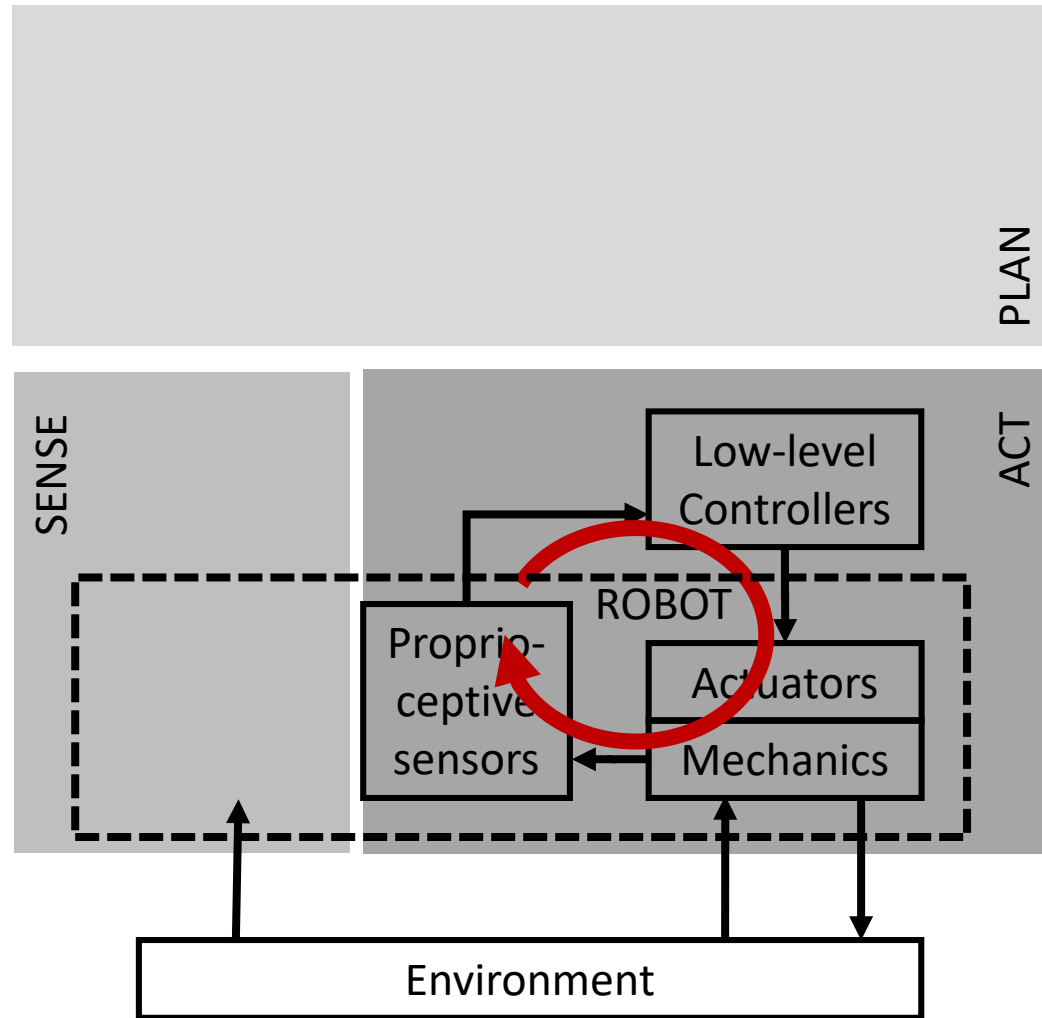 PLAN
SENSE
ACT
Low-level
Controllers
ROBOT
Proprio-
ceptive
sensors
Actuators
Mechanics
Environment